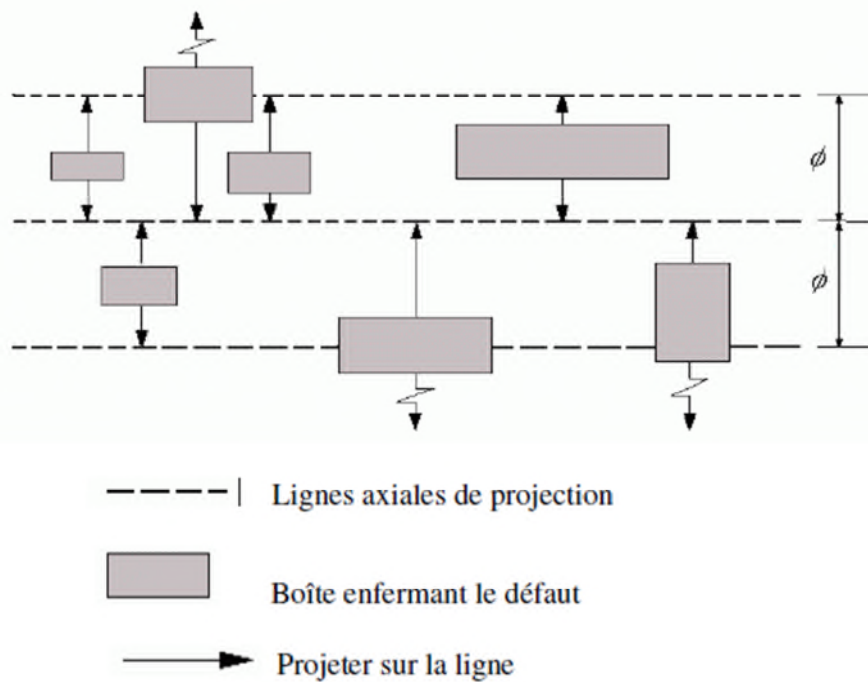 ϕ
ϕ
Lignes axiales de projection
Boîte enfermant le défaut
Projeter sur la ligne